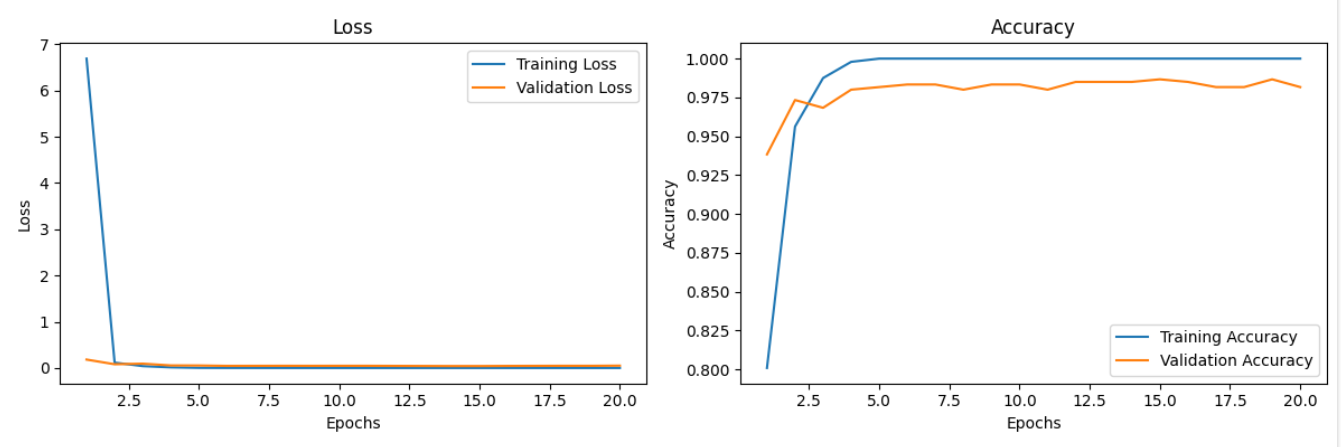 Loss
7
6
5
4
3
2
1
0
Loss
Training Loss
Validation Loss
2.5 5.0 7.5 10.0 12.5 15.0 17.5 20.0
Epochs
Accuracy
1.000
0.975
0.950
0.925
0.900
0.875
0.850
0.825
0.800
Accuracy
Training Accuracy
Validation Accuracy
2.5 5.0 7.5 10.0 12.5 15.0 17.5 20.0
Epochs